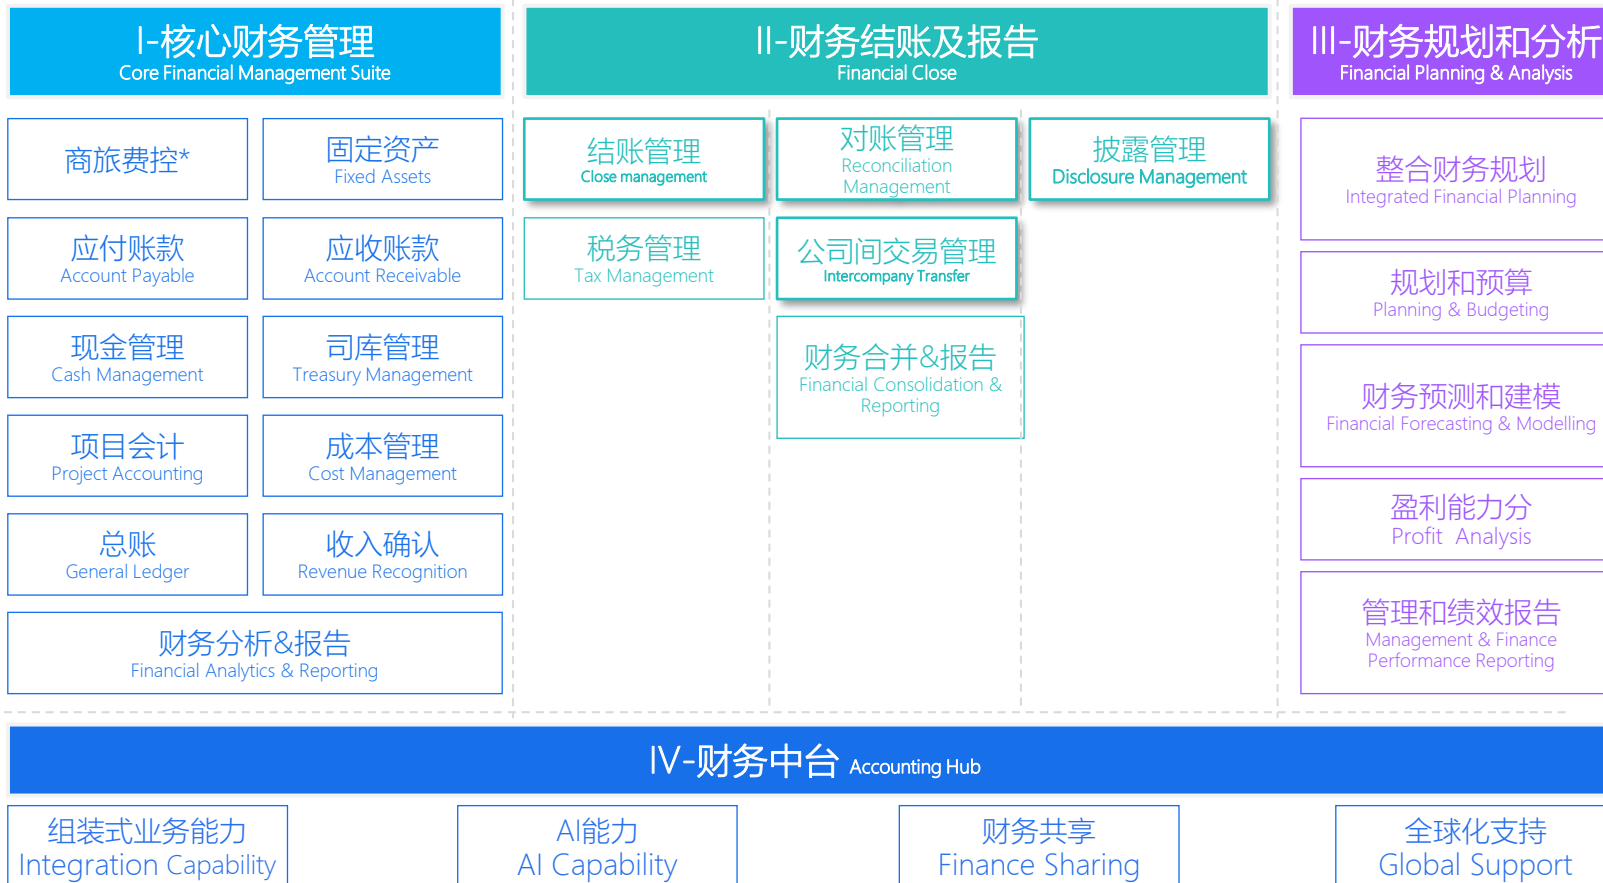 I-核心财务管理
Core Financial Management Suite
商旅费控*
固定资产
Fixed Assets
应付账款
Account Payable
应收账款
Account Receivable
现金管理
Cash Management
司库管理
Treasury Management
项目会计
Project Accounting
成本管理
Cost Management
总账
General Ledger
收入确认
Revenue Recognition
财务分析&报告
Financial Analytics & Reporting
II-财务结账及报告
Financial Close
结账管理
Close management
对账管理
Reconciliation
Management
披露管理
Disclosure Management
税务管理
Tax Management
公司间交易管理
Intercompany Transfer
财务合并&报告
Financial Consolidation &
Reporting
III-财务规划和分析
Financial Planning & Analysis
整合财务规划
Integrated Financial Planning
规划和预算
Planning & Budgeting
财务预测和建模
Financial Forecasting & Modelling
盈利能力分
Profit Analysis
管理和绩效报告
Management & Finance
Performance Reporting
IV-财务中台 Accounting Hub
组装式业务能力
Integration Capability
AI能力
AI Capability
财务共享
Finance Sharing
全球化支持
Global Support